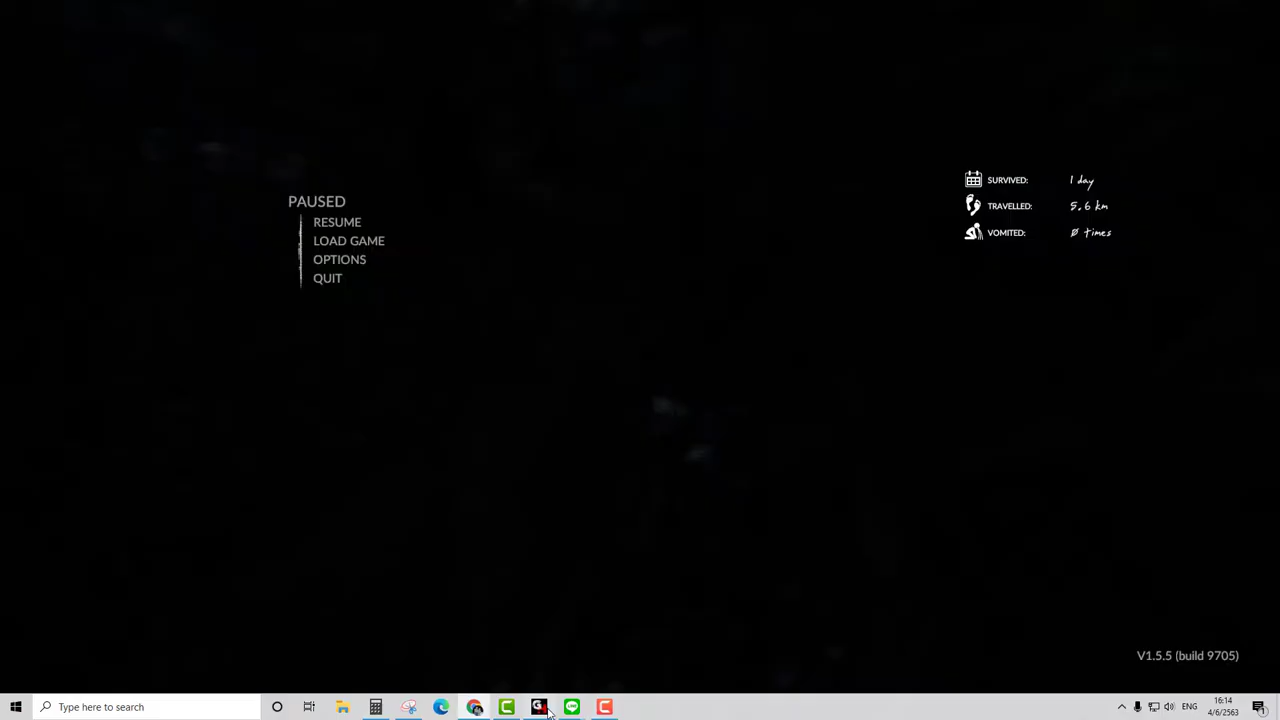 SURVIVED: 1 day
PAUSED
TRAVELLED: 5.6 km
RESUME
VOMITED: 0 times
LOAD GAME
OPTIONS
QUIT
V1.5.5 (build 9705)
Type here to search
ENG
16:14
4/6/2563